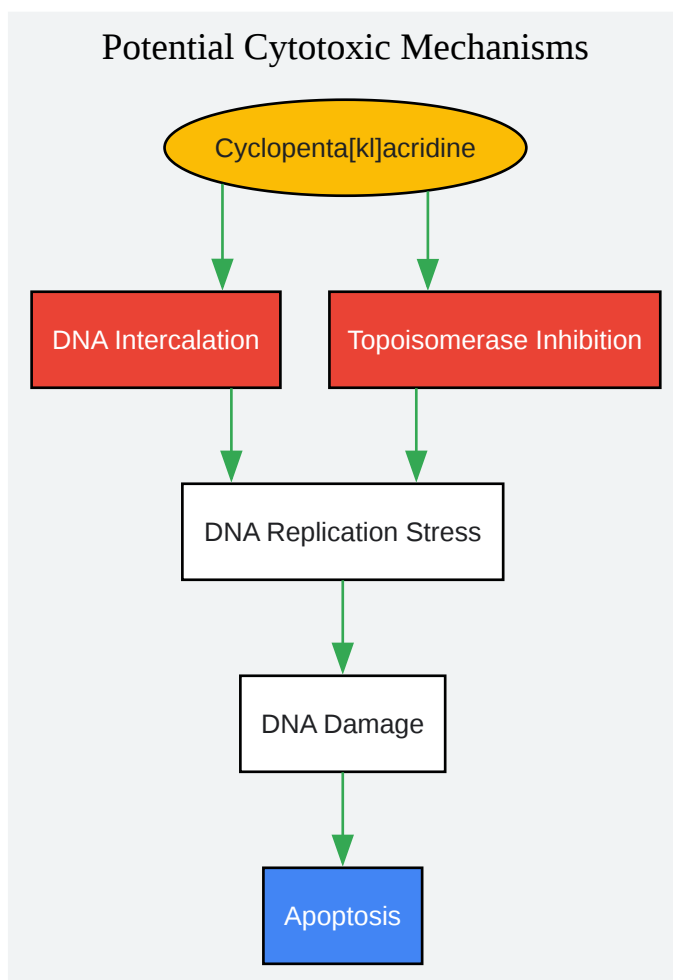 Potential Cytotoxic Mechanisms
Cyclopenta[kl]acridine
DNA Intercalation
Topoisomerase Inhibition
DNA Replication Stress
DNA Damage
Apoptosis